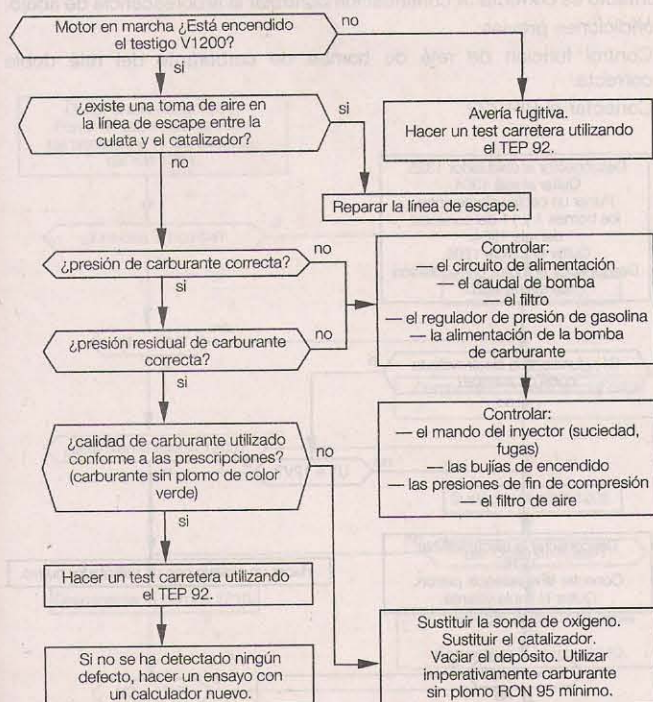 Motor en marcha ¿Está encendido
el testigo V1200?
no
si
¿existe una toma de aire en
la línea de escape entre la
culata y el catalizador?
si
no
Avería fugitiva.
Hacer un test carretera utilizando
el TEP 92.
Reparar la línea de escape.
¿presión de carburante correcta?
no
si
Controlar:
— el circuito de alimentación
— el caudal de bomba
— el filtro
— el regulador de presión de gasolina
— la alimentación de la bomba
de carburante
¿presión residual de carburante
correcta?
no
si
Controlar:
— el mando del inyector (suciedad,
fugas)
— las bujías de encendido
— las presiones de fin de compresión
— el filtro de aire
¿calidad de carburante utilizado
conforme a las prescripciones?
(carburante sin plomo de color
verde)
no
si
Hacer un test carretera utilizando
el TEP 92.
Si no se ha detectado ningún
defecto, hacer un ensayo con
un calculador nuevo.
Sustituir la sonda de oxígeno.
Sustituir el catalizador.
Vaciar el depósito. Utilizar
imperativamente carburante
sin plomo RON 95 mínimo.